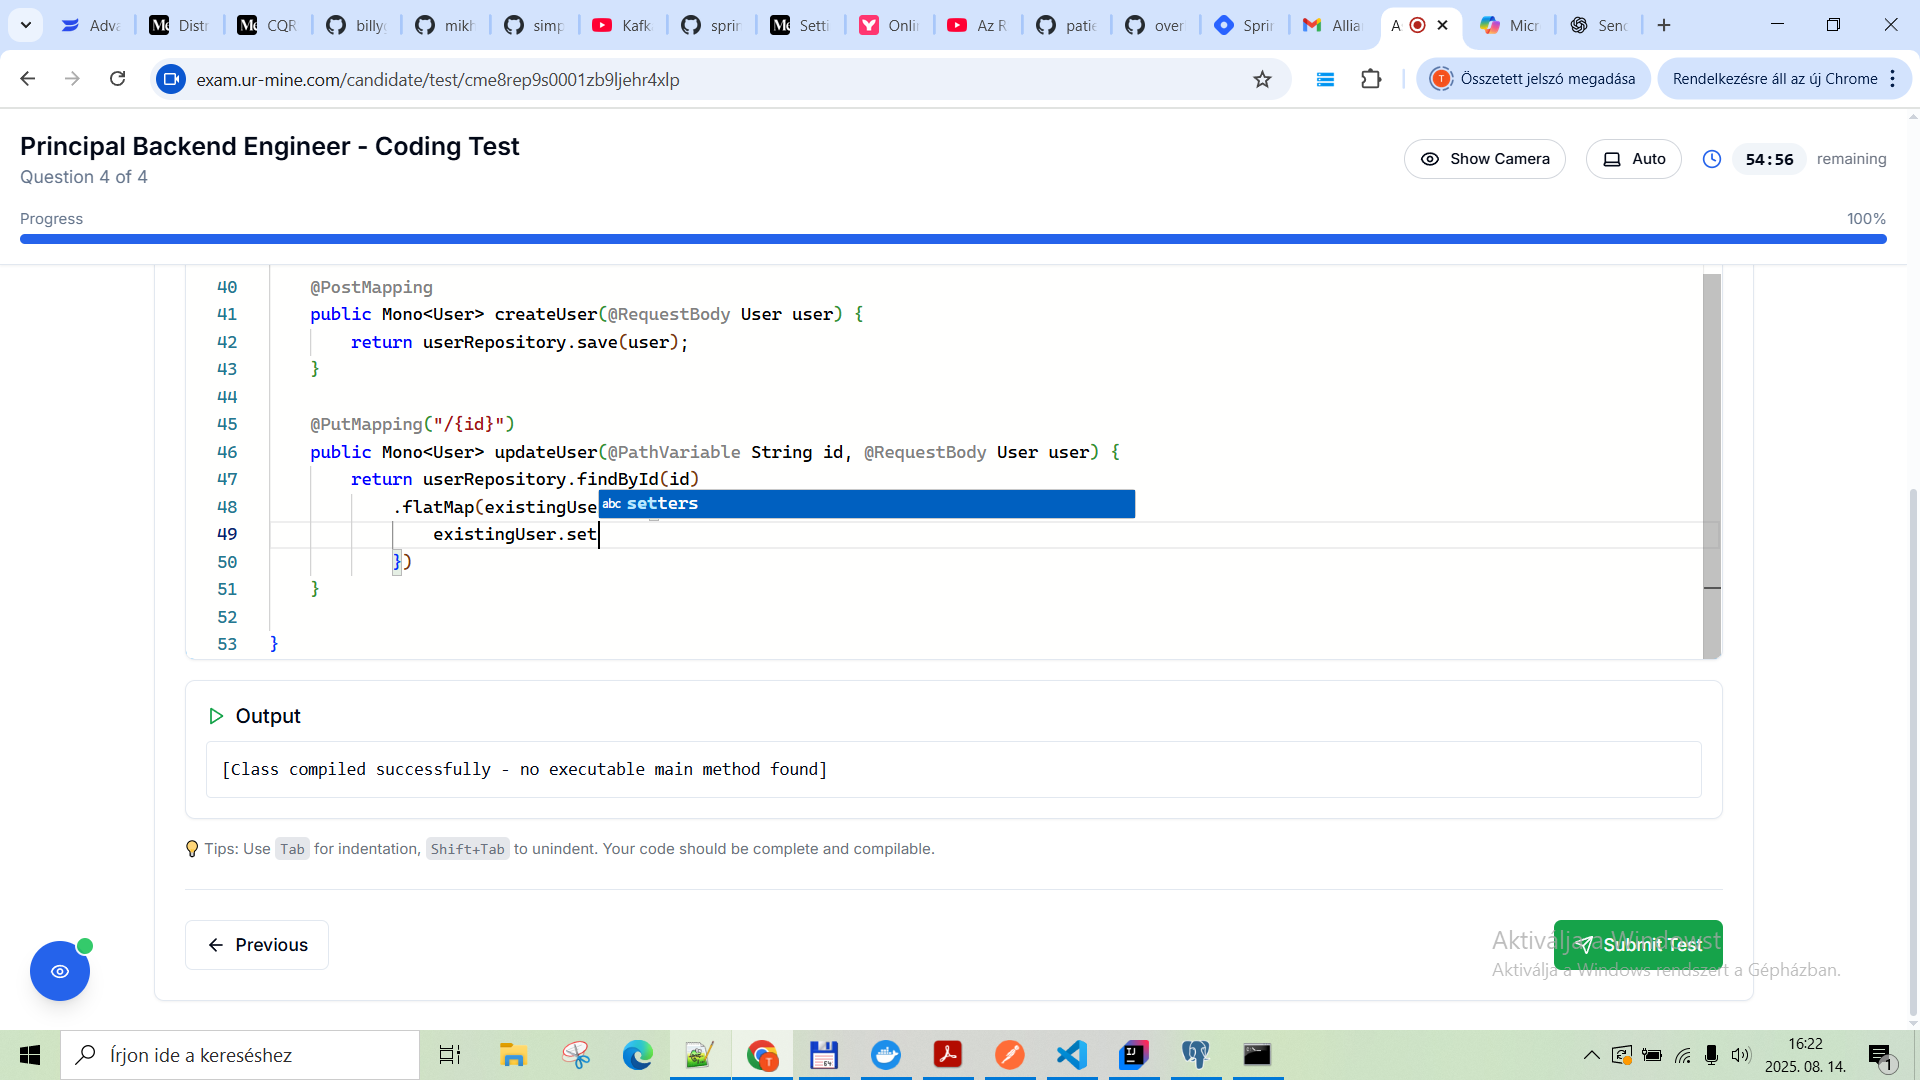 Adva
Distr
CQR
billyg
mikh
simp
Kafk
sprin
Setti
Onli
Az R
patie
over
Sprin
Allia
A
Micr
Senc
exam.ur-mine.com/candidate/test/cme8rep9s0001zb9ljehr4xlp
T
Összetett jelszó megadása
Rendelkezésre áll az új Chrome
Principal Backend Engineer - Coding Test
Question 4 of 4
Show Camera
Auto
54:56 remaining
Progress
100%
40 @PostMapping
41 public Mono<User> createUser(@RequestBody User user) {
42 return userRepository.save(user);
43 }
44
45 @PutMapping("/{id}")
46 public Mono<User> updateUser(@PathVariable String id, @RequestBody User user) {
47 return userRepository.findById(id)
48 .flatMap(existingUse
abc setters
49 existingUser.set
50 })
51 }
52
53 }
Output
[Class compiled successfully - no executable main method found]
Tips: Use Tab for indentation, Shift+Tab to unindent. Your code should be complete and compilable.
Previous
Submit Test
Aktiválja a Windowst
Aktiválja a Windows rendszert a Gépházban.
Írjon ide a kereséshez
16:22
2025. 08. 14.
1